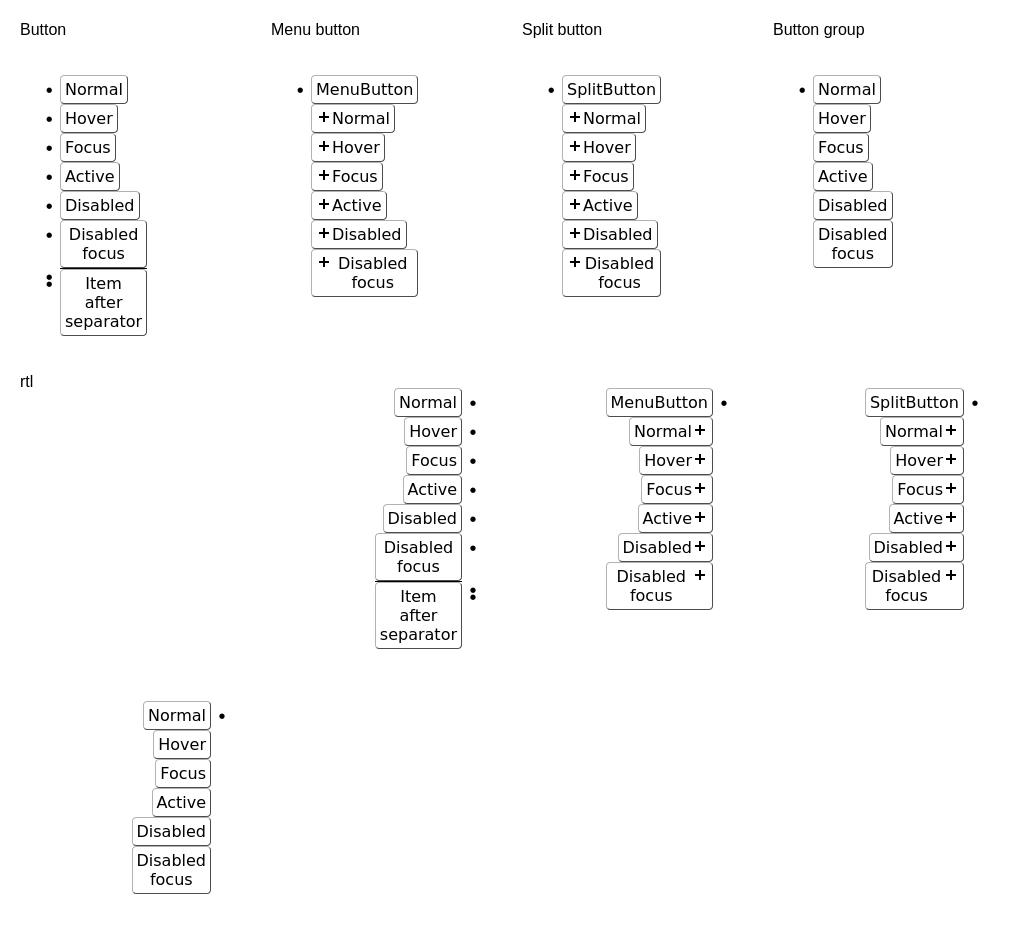 Button
Menu button
Split button
Button group
Normal
Hover
Focus
Active
Disabled
Disabled
focus
Item
after
separator
MenuButton
Normal
Hover
Focus
Active
Disabled
Disabled
focus
SplitButton
Normal
Hover
Focus
Active
Disabled
Disabled
focus
Normal
Hover
Focus
Active
Disabled
Disabled
focus
rtl
Normal
Hover
Focus
Active
Disabled
Disabled
focus
Item
after
separator
MenuButton
Normal
Hover
Focus
Active
Disabled
Disabled
focus
SplitButton
Normal
Hover
Focus
Active
Disabled
Disabled
focus
Normal
Hover
Focus
Active
Disabled
Disabled
focus